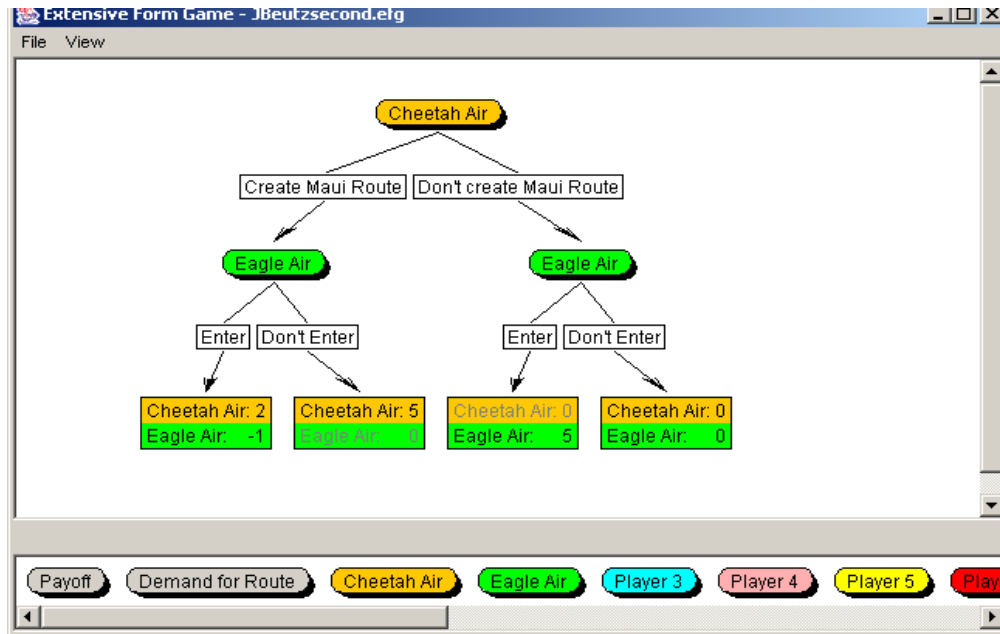 Extensive Form Game - JBeutzsecond.efg
File View
Cheetah Air
Create Maui Route Don't create Maui Route
Eagle Air Eagle Air
Enter Don't Enter Enter Don't Enter
Cheetah Air: 2 Cheetah Air: 5 Cheetah Air: 0 Cheetah Air: 0
Eagle Air: -1 Eagle Air: 0 Eagle Air: 5 Eagle Air: 0
Payoff Demand for Route Cheetah Air Eagle Air Player 3 Player 4 Player 5 Play